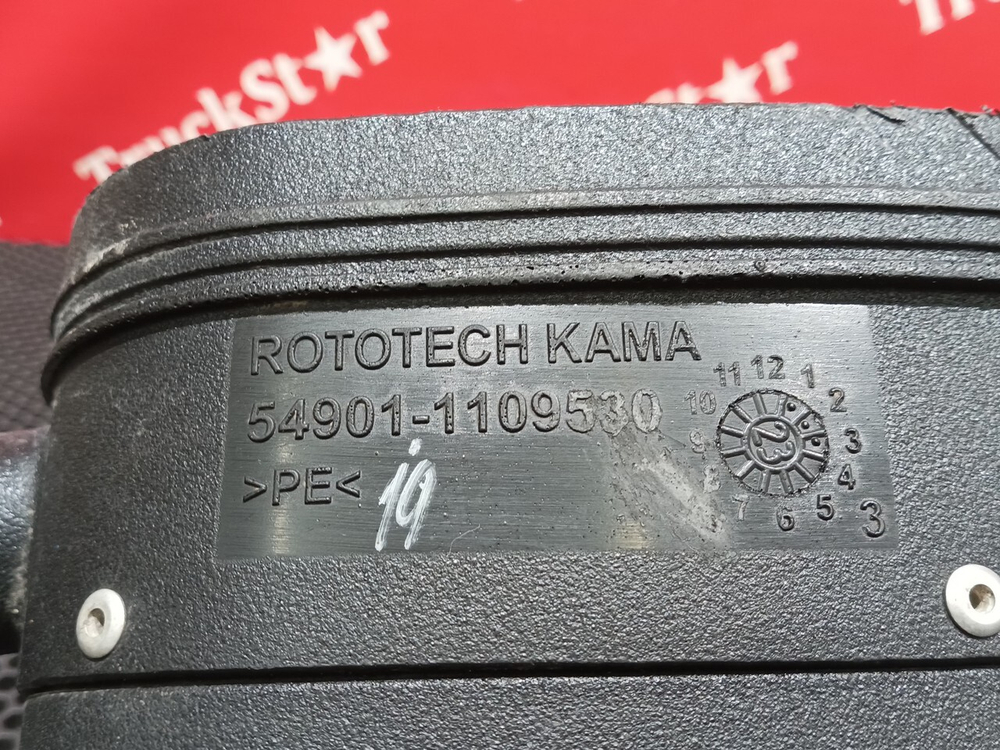 TruckStar
TruckStar
Tr
ROTOTECH KAMA
54901-1109530
>PE<
11 12 1 2 3 4 5 6 7 8 9 10
23
3